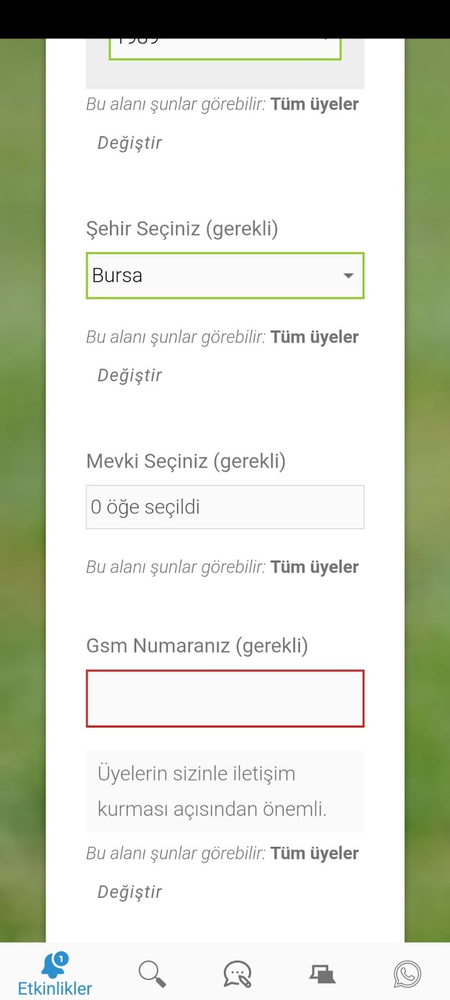 Bu alanı şunlar görebilir: Tüm üyeler
Değiştir
Şehir Seçiniz (gerekli)
Bursa
Bu alanı şunlar görebilir: Tüm üyeler
Değiştir
Mevki Seçiniz (gerekli)
0 öğe seçildi
Bu alanı şunlar görebilir: Tüm üyeler
Gsm Numaranız (gerekli)
Üyelerin sizinle iletişim
kurması açısından önemli.
Bu alanı şunlar görebilir: Tüm üyeler
Değiştir
1
Etkinlikler